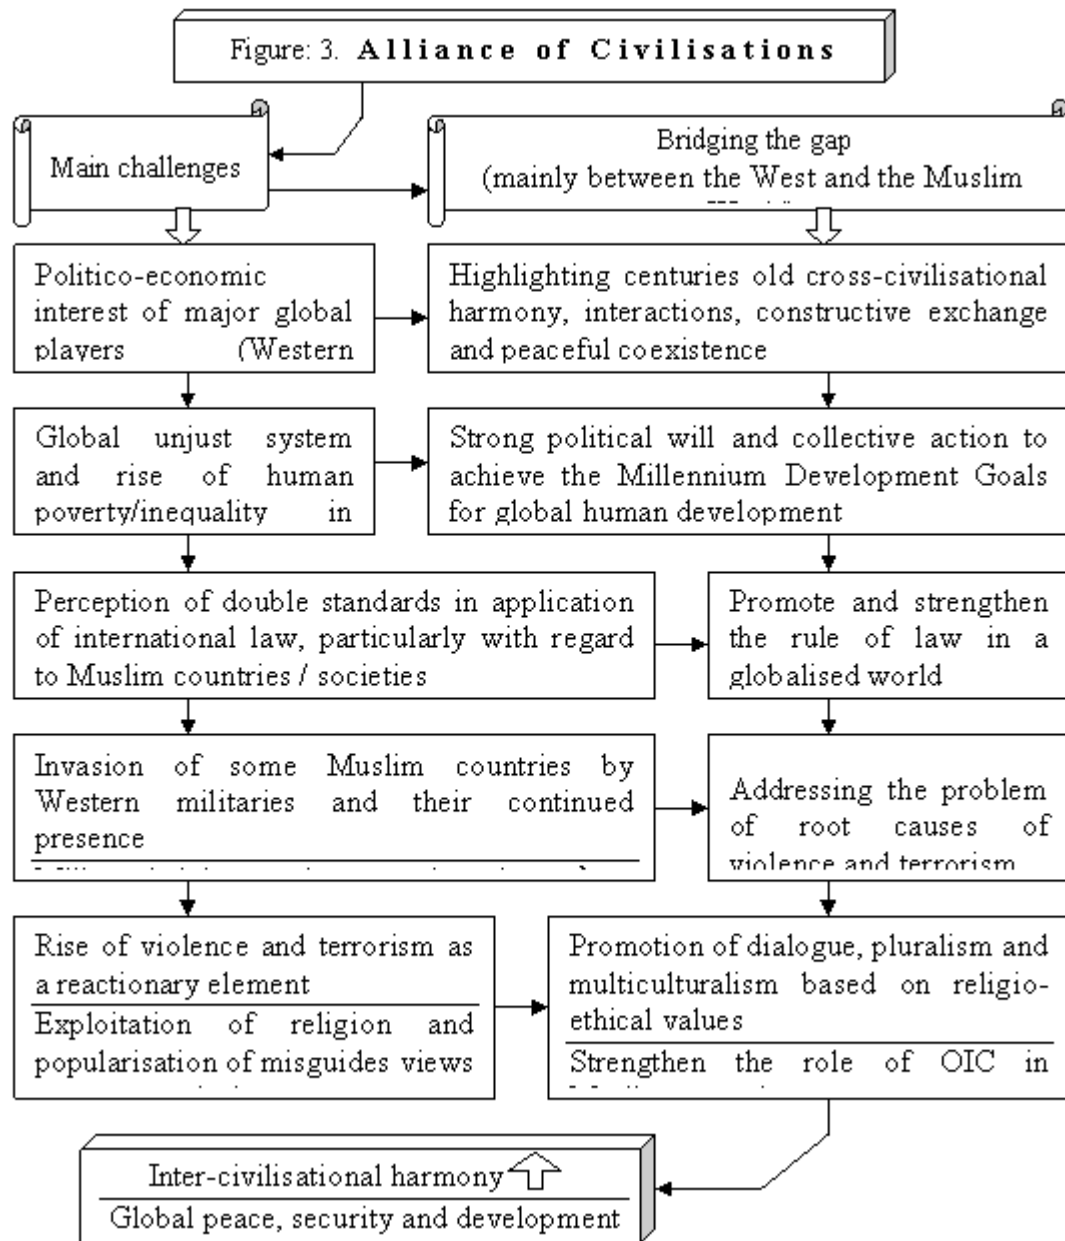 Figure: 3. Alliance of Civilisations
Main challenges
Bridging the gap
(mainly between the West and the Muslim
Politico-economic
interest of major global
players (Western
Highlighting centuries old cross-civilisational
harmony, interactions, constructive exchange
and peaceful coexistence
Global unjust system
and rise of human
poverty/inequality in
Strong political will and collective action to
achieve the Millennium Development Goals
for global human development
Perception of double standards in application
of international law, particularly with regard
to Muslim countries / societies
Promote and strengthen
the rule of law in a
globalised world
Invasion of some Muslim countries by
Western militaries and their continued
presence
Addressing the problem
of root causes of
violence and terrorism
Rise of violence and terrorism as
a reactionary element
Exploitation of religion and
popularisation of misguides views
Promotion of dialogue, pluralism and
multiculturalism based on religio-
ethical values
Strengthen the role of OIC in
Inter-civilisational harmony
Global peace, security and development